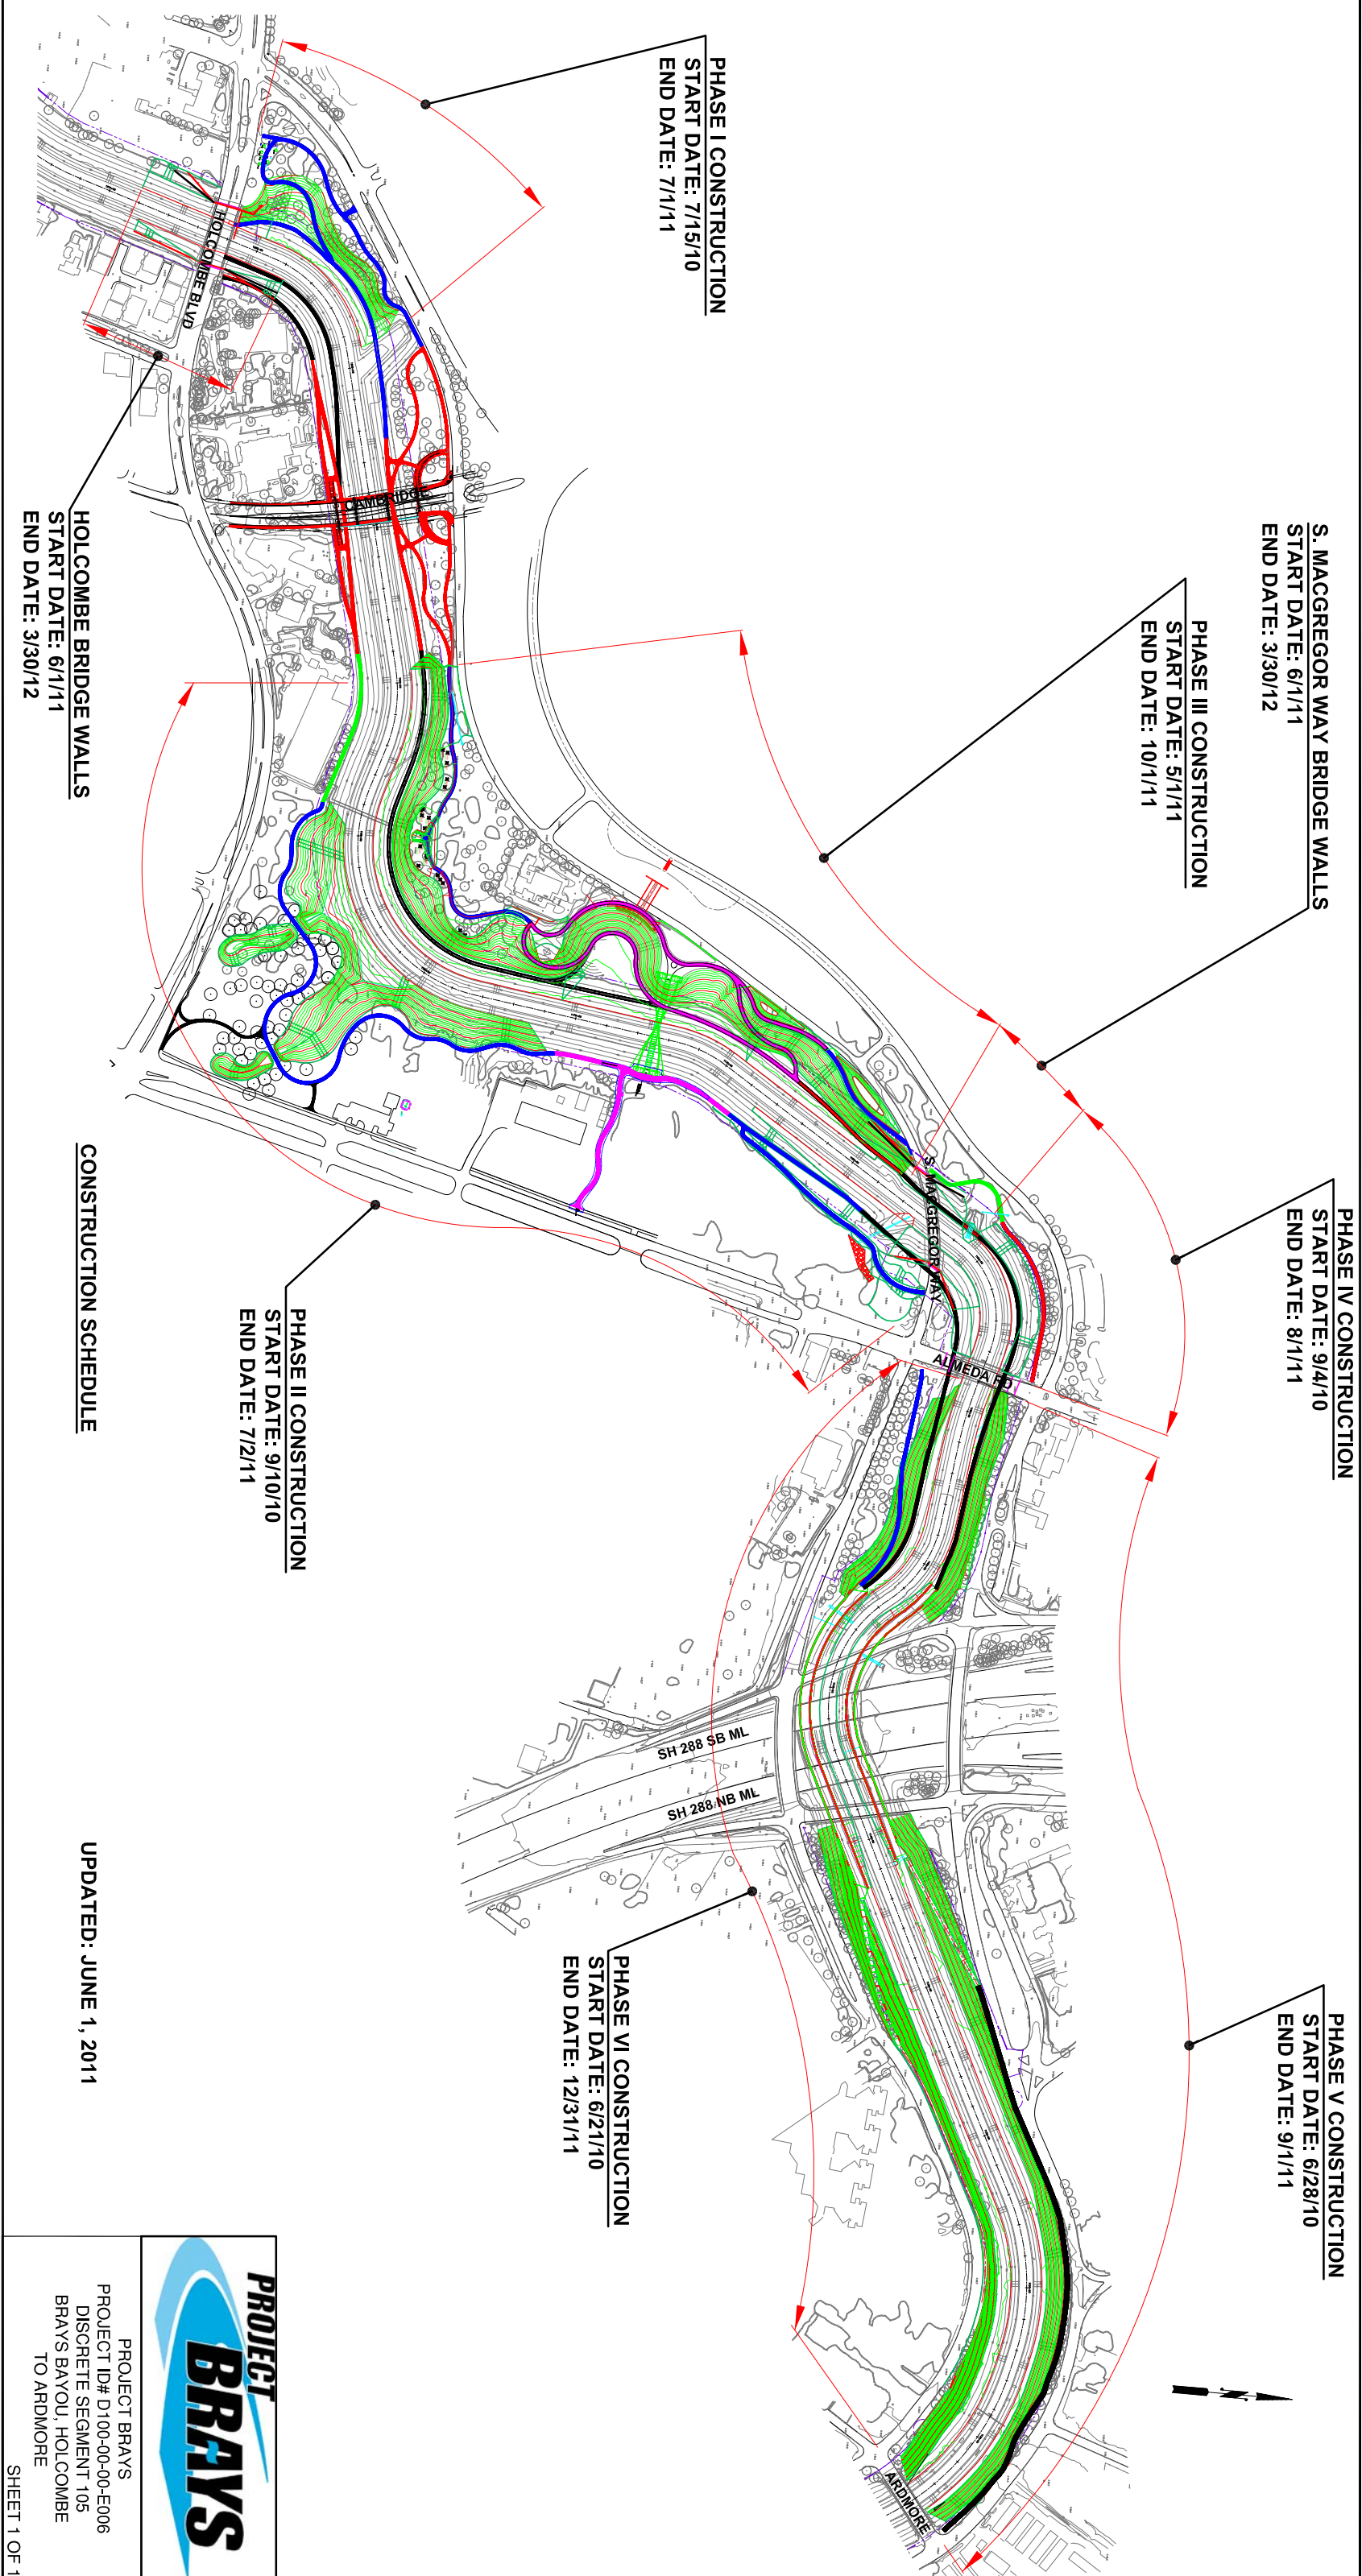 S. MACGREGOR WAY BRIDGE WALLS
START DATE: 6/1/11
END DATE: 3/30/12
PHASE IV CONSTRUCTION
START DATE: 9/4/10
END DATE: 8/1/11
PHASE V CONSTRUCTION
START DATE: 6/28/10
END DATE: 9/1/11
PHASE III CONSTRUCTION
START DATE: 5/1/11
END DATE: 10/1/11
PHASE I CONSTRUCTION
START DATE: 7/15/10
END DATE: 7/1/11
HOLCOMBE BLVD
CAMBRIDGE
S. MACGREGOR WAY
ALMEDA RD
SH 288 SB ML
SH 288 NB ML
ARDMORE
PHASE VI CONSTRUCTION
START DATE: 6/21/10
END DATE: 12/31/11
PHASE II CONSTRUCTION
START DATE: 9/10/10
END DATE: 7/2/11
HOLCOMBE BRIDGE WALLS
START DATE: 6/1/11
END DATE: 3/30/12
CONSTRUCTION SCHEDULE
UPDATED: JUNE 1, 2011
PROJECT
BRAYS
PROJECT BRAYS
PROJECT ID# D100-00-00-E006
DISCRETE SEGMENT 105
BRAYS BAYOU, HOLCOMBE
TO ARDMORE
SHEET 1 OF 1